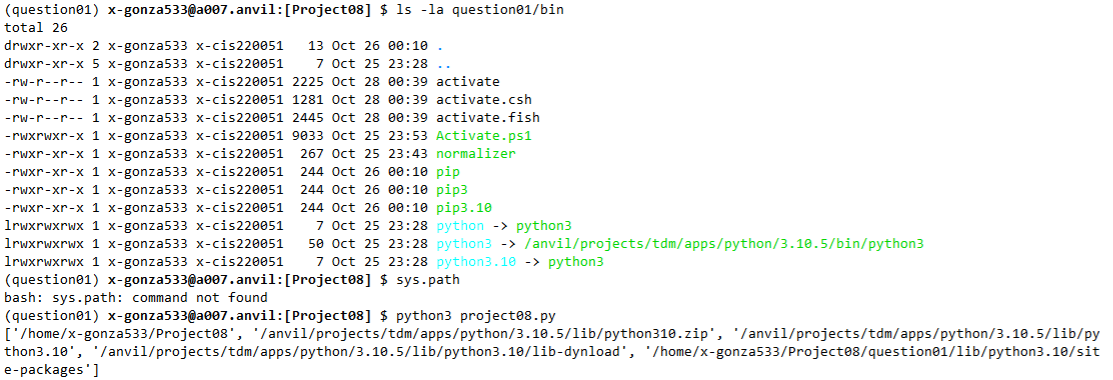 (question01) x-gonza533@a007.anvil:[Project08] $ ls -la question01/bin
total 26
drwxr-xr-x 2 x-gonza533 x-cis220051   13 Oct 26 00:10 .
drwxr-xr-x 5 x-gonza533 x-cis220051    7 Oct 25 23:28 ..
-rw-r--r-- 1 x-gonza533 x-cis220051 2225 Oct 28 00:39 activate
-rw-r--r-- 1 x-gonza533 x-cis220051 1281 Oct 28 00:39 activate.csh
-rw-r--r-- 1 x-gonza533 x-cis220051 2445 Oct 28 00:39 activate.fish
-rwxrwxr-x 1 x-gonza533 x-cis220051 9033 Oct 25 23:53 Activate.ps1
-rwxr-xr-x 1 x-gonza533 x-cis220051  267 Oct 25 23:43 normalizer
-rwxr-xr-x 1 x-gonza533 x-cis220051  244 Oct 26 00:10 pip
-rwxr-xr-x 1 x-gonza533 x-cis220051  244 Oct 26 00:10 pip3
-rwxr-xr-x 1 x-gonza533 x-cis220051  244 Oct 26 00:10 pip3.10
lrwxrwxrwx 1 x-gonza533 x-cis220051    7 Oct 25 23:28 python -> python3
lrwxrwxrwx 1 x-gonza533 x-cis220051   50 Oct 25 23:28 python3 -> /anvil/projects/tdm/apps/python/3.10.5/bin/python3
lrwxrwxrwx 1 x-gonza533 x-cis220051    7 Oct 25 23:28 python3.10 -> python3
(question01) x-gonza533@a007.anvil:[Project08] $ sys.path
bash: sys.path: command not found
(question01) x-gonza533@a007.anvil:[Project08] $ python3 project08.py
['/home/x-gonza533/Project08', '/anvil/projects/tdm/apps/python/3.10.5/lib/python310.zip', '/anvil/projects/tdm/apps/python/3.10.5/lib/py
thon3.10', '/anvil/projects/tdm/apps/python/3.10.5/lib/python3.10/lib-dynload', '/home/x-gonza533/Project08/question01/lib/python3.10/sit
e-packages']